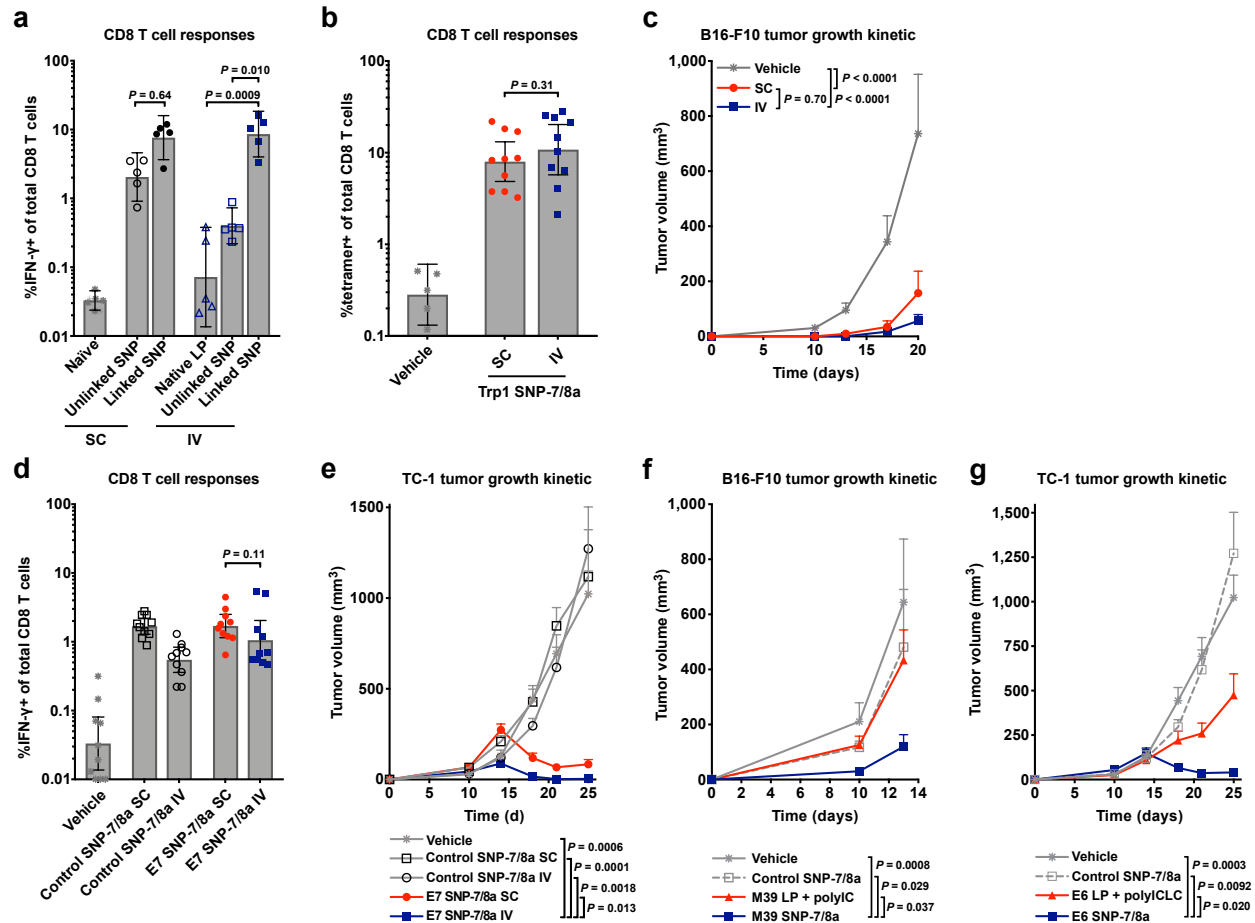 a
CD8 T cell responses
%IFN-γ+ of total CD8 T cells
100
10
1
0.1
0.01
P = 0.010
P = 0.64
P = 0.0009
Naïve
Unlinked SNP
Linked SNP
Native LP
Unlinked SNP
Linked SNP
SC
IV
b
CD8 T cell responses
%tetramer+ of total CD8 T cells
100
10
1
0.1
P = 0.31
Vehicle
SC
IV
Trp1 SNP-7/8a
c
B16-F10 tumor growth kinetic
Tumor volume (mm³)
1,000
800
600
400
200
0
Vehicle
SC
IV
P < 0.0001
P = 0.70
P < 0.0001
0 5 10 15 20
Time (days)
d
CD8 T cell responses
%IFN-γ+ of total CD8 T cells
100
10
1
0.1
0.01
P = 0.11
Vehicle
Control SNP-7/8a SC
Control SNP-7/8a IV
E7 SNP-7/8a SC
E7 SNP-7/8a IV
e
TC-1 tumor growth kinetic
Tumor volume (mm³)
1500
1000
500
0
0 5 10 15 20 25
Time (d)
Vehicle
Control SNP-7/8a SC
Control SNP-7/8a IV
E7 SNP-7/8a SC
E7 SNP-7/8a IV
P = 0.0006
P = 0.0001
P = 0.0018
P = 0.013
f
B16-F10 tumor growth kinetic
Tumor volume (mm³)
1,000
800
600
400
200
0
0 2 4 6 8 10 12 14
Time (days)
Vehicle
Control SNP-7/8a
M39 LP + polyIC
M39 SNP-7/8a
P = 0.0008
P = 0.029
P = 0.037
g
TC-1 tumor growth kinetic
Tumor volume (mm³)
1,500
1,250
1,000
750
500
250
0
0 5 10 15 20 25
Time (days)
Vehicle
Control SNP-7/8a
E6 LP + polyICLC
E6 SNP-7/8a
P = 0.0003
P = 0.0092
P = 0.020